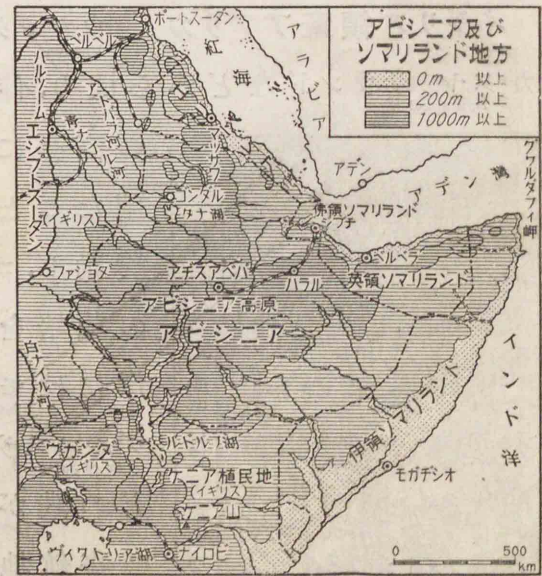 アビシニア及び
ソマリランド地方
0m 以上
200m 以上
1000m 以上
ポートスーダン
ベルベル
紅海
アラビア
ハルツーム
アトバラ河
青ナイル河
エジプトスーダン
(イギリス)
マッサワ
アデン
アデン灣
グワルダフィ岬
ゴンダル
タナ湖
佛領ソマリランド
ベルベラ
ファショダ
アヂスアベバ
ハラル
英領ソマリランド
アビシニア高原
アビシニア
インド洋
白ナイル河
伊領ソマリランド
ルドルフ湖
ウガンダ
(イギリス)
ケニア植民地
(イギリス)
モガヂシオ
ケニア山
ヴィクトリア湖
ナイロビ
0 500
km